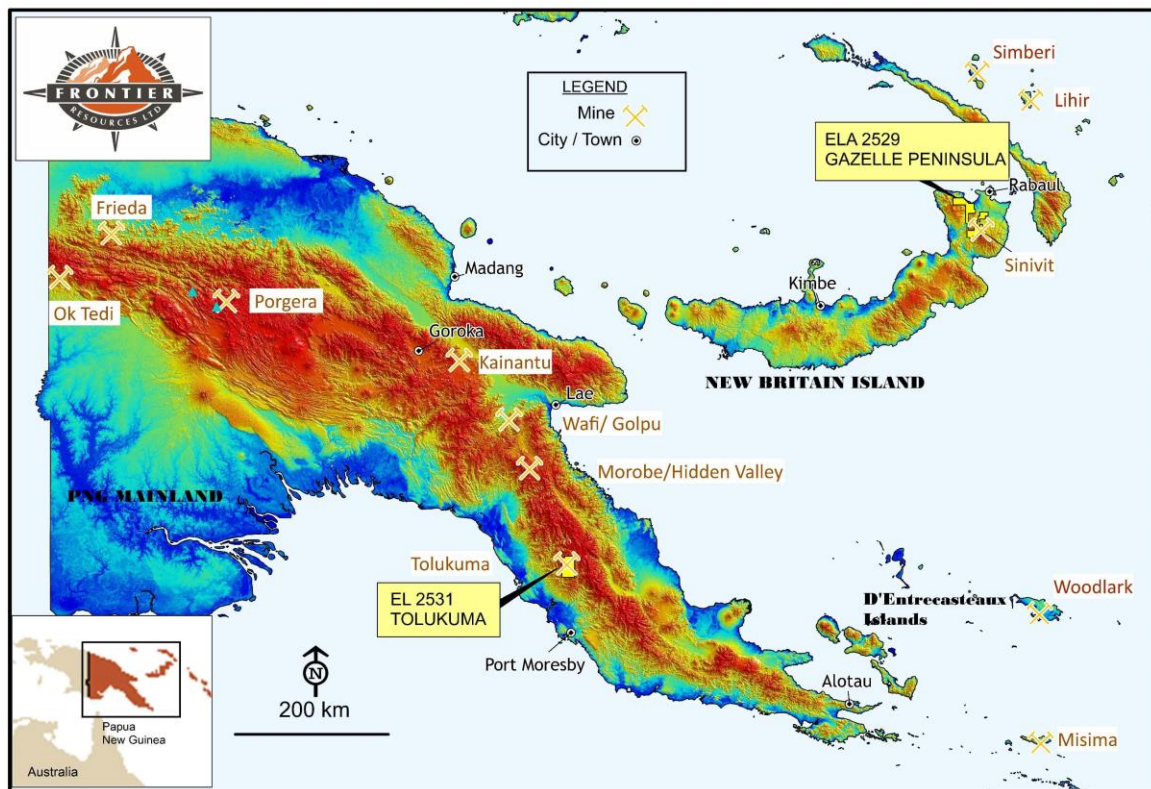 FRONTIER
RESOURCES LTD
LEGEND
Mine
City / Town
Simberi
Lihir
ELA 2529
GAZELLE PENINSULA
Rabaul
Frieda
Madang
Sinivit
Ok Tedi
Porgera
Kimbe
Goroka
Kainantu
NEW BRITAIN ISLAND
Lae
Wafi/ Golpu
Morobe/Hidden Valley
PNG MAINLAND
Tolukuma
EL 2531
TOLUKUMA
Woodlark
D'Entrecasteaux
Islands
Port Moresby
Alotau
N
200 km
Papua
New Guinea
Australia
Misima